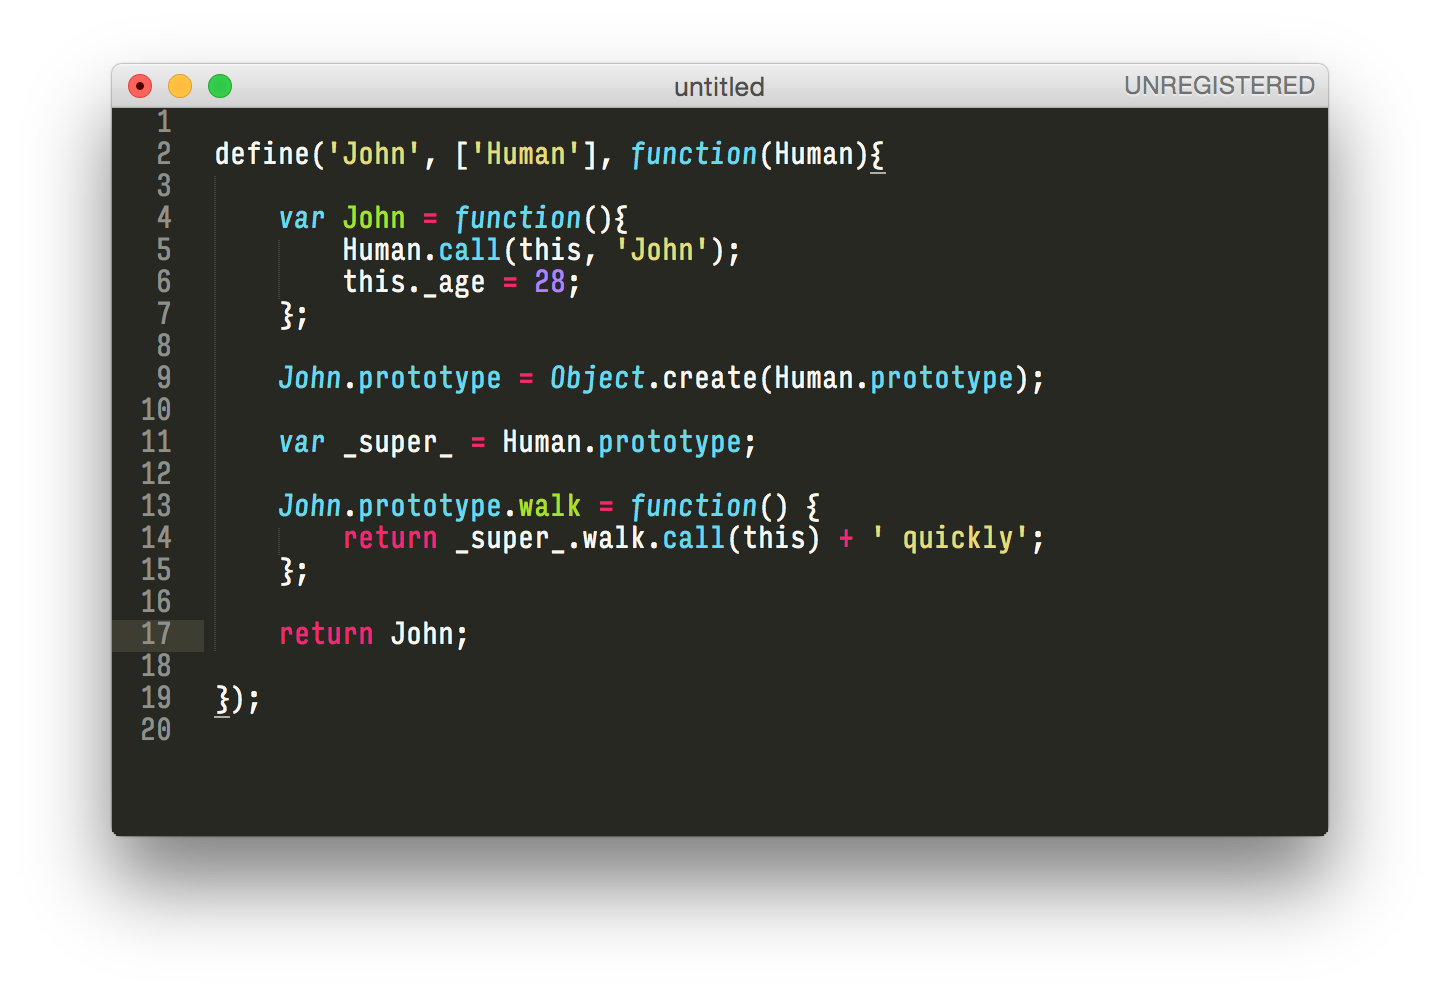 untitled
UNREGISTERED
1
2 define('John', ['Human'], function(Human){
3
4     var John = function(){
5         Human.call(this, 'John');
6         this._age = 28;
7     };
8
9     John.prototype = Object.create(Human.prototype);
10
11     var _super_ = Human.prototype;
12
13     John.prototype.walk = function() {
14         return _super_.walk.call(this) + ' quickly';
15     };
16
17     return John;
18
19 });
20